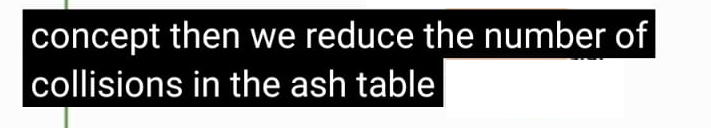 concept then we reduce the number of
collisions in the ash table